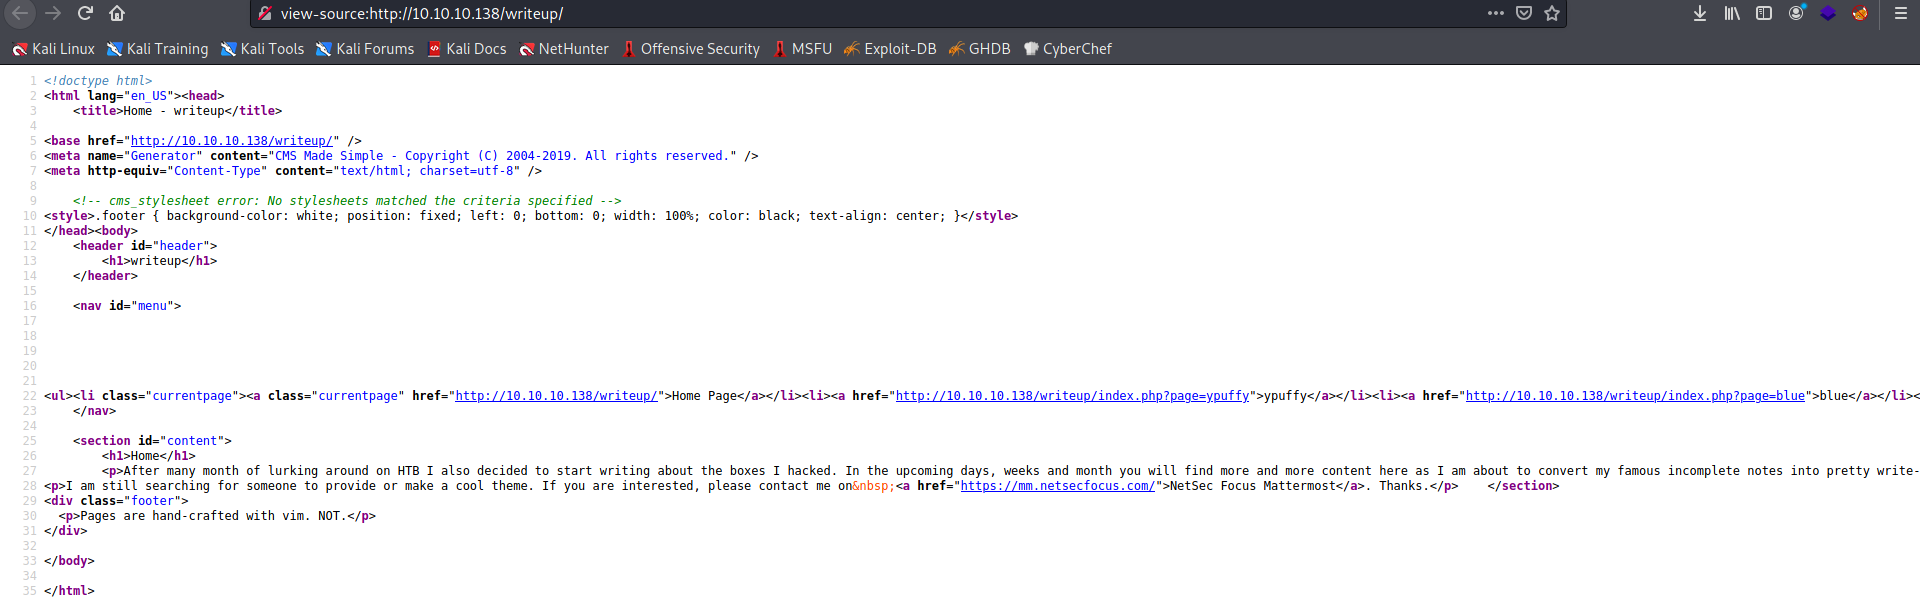 view-source:http://10.10.10.138/writeup/
Kali Linux Kali Training Kali Tools Kali Forums Kali Docs NetHunter Offensive Security MSFU Exploit-DB GHDB CyberChef
1 <!doctype html>
2 <html lang="en_US"><head>
3 <title>Home - writeup</title>
4
5 <base href="http://10.10.10.138/writeup/" />
6 <meta name="Generator" content="CMS Made Simple - Copyright (C) 2004-2019. All rights reserved." />
7 <meta http-equiv="Content-Type" content="text/html; charset=utf-8" />
8
9 <!-- cms_stylesheet error: No stylesheets matched the criteria specified -->
10 <style>.footer { background-color: white; position: fixed; left: 0; bottom: 0; width: 100%; color: black; text-align: center; }</style>
11 </head><body>
12 <header id="header">
13 <h1>writeup</h1>
14 </header>
15
16 <nav id="menu">
17
18
19
20
21
22 <ul><li class="currentpage"><a class="currentpage" href="http://10.10.10.138/writeup/">Home Page</a></li><li><a href="http://10.10.10.138/writeup/index.php?page=ypuffy">ypuffy</a></li><li><a href="http://10.10.10.138/writeup/index.php?page=blue">blue</a></li><
23 </nav>
24
25 <section id="content">
26 <h1>Home</h1>
27 <p>After many month of lurking around on HTB I also decided to start writing about the boxes I hacked. In the upcoming days, weeks and month you will find more and more content here as I am about to convert my famous incomplete notes into pretty write-
28 <p>I am still searching for someone to provide or make a cool theme. If you are interested, please contact me on&nbsp;<a href="https://mm.netsecfocus.com/">NetSec Focus Mattermost</a>. Thanks.</p> </section>
29 <div class="footer">
30 <p>Pages are hand-crafted with vim. NOT.</p>
31 </div>
32
33 </body>
34
35 </html>